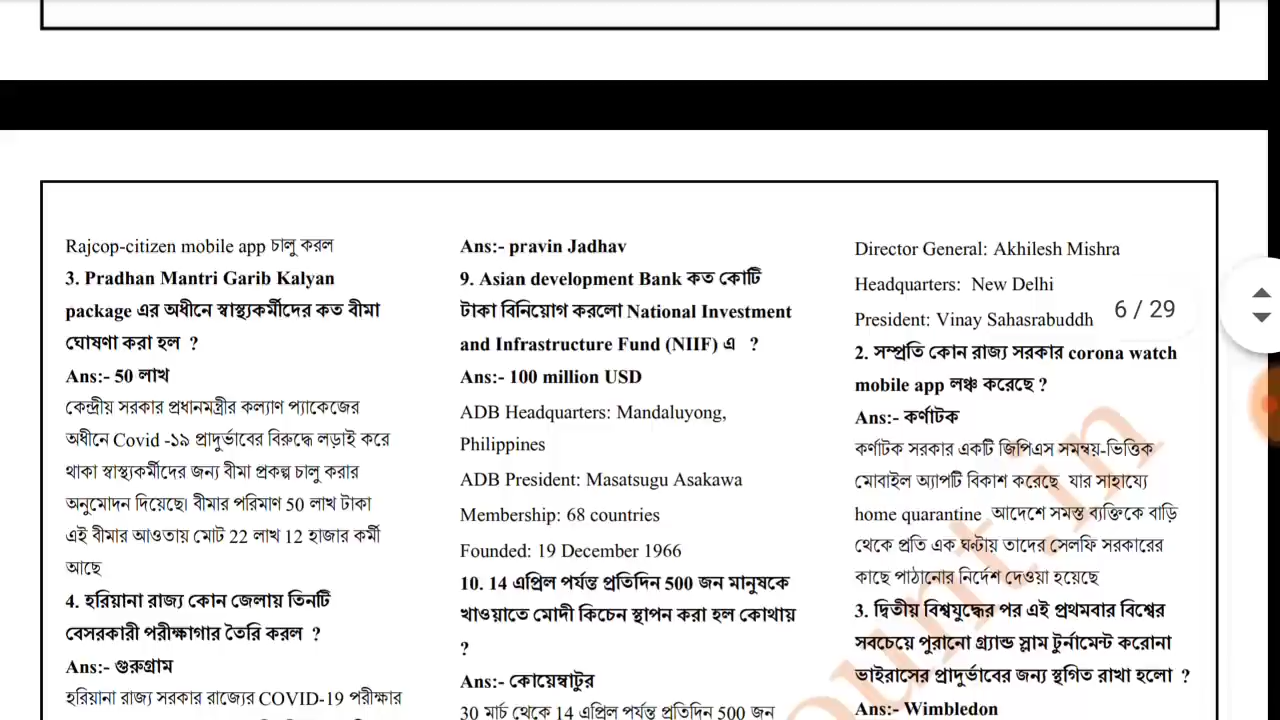 Rajcop-citizen mobile app চালু করল
3. Pradhan Mantri Garib Kalyan
package এর অধীনে স্বাস্থ্যকর্মীদের কত বীমা
ঘোষণা করা হল ?
Ans:- 50 লাখ
কেন্দ্রীয় সরকার প্রধানমন্ত্রীর কল্যাণ প্যাকেজের
অধীনে Covid -১৯ প্রাদুর্ভাবের বিরুদ্ধে লড়াই করে
থাকা স্বাস্থ্যকর্মীদের জন্য বীমা প্রকল্প চালু করার
অনুমোদন দিয়েছে। বীমার পরিমাণ 50 লাখ টাকা
এই বীমার আওতায় মোট 22 লাখ 12 হাজার কর্মী
আছে
4. হরিয়ানা রাজ্য কোন জেলায় তিনটি
বেসরকারী পরীক্ষাগার তৈরি করল ?
Ans:- গুরুগ্রাম
হরিয়ানা রাজ্য সরকার রাজ্যের COVID-19 পরীক্ষার
Ans:- pravin Jadhav
9. Asian development Bank কত কোটি
টাকা বিনিয়োগ করলো National Investment
and Infrastructure Fund (NIIF) এ ?
Ans:- 100 million USD
ADB Headquarters: Mandaluyong,
Philippines
ADB President: Masatsugu Asakawa
Membership: 68 countries
Founded: 19 December 1966
10. 14 এপ্রিল পর্যন্ত প্রতিদিন 500 জন মানুষকে
খাওয়াতে মোদী কিচেন স্থাপন করা হল কোথায়
?
Ans:- কোয়েম্বাটুর
30 মার্চ থেকে 14 এপ্রিল পর্যন্ত প্রতিদিন 500 জন
Director General: Akhilesh Mishra
Headquarters: New Delhi
President: Vinay Sahasrabuddh
6 / 29
2. সম্প্রতি কোন রাজ্য সরকার corona watch
mobile app লঞ্চ করেছে ?
Ans:- কর্ণাটক
কর্ণাটক সরকার একটি জিপিএস সমন্বয়-ভিত্তিক
মোবাইল অ্যাপটি বিকাশ করেছে যার সাহায্যে
home quarantine আদেশে সমস্ত ব্যক্তিকে বাড়ি
থেকে প্রতি এক ঘন্টায় তাদের সেলফি সরকারের
কাছে পাঠানোর নির্দেশ দেওয়া হয়েছে
3. দ্বিতীয় বিশ্বযুদ্ধের পর এই প্রথমবার বিশ্বের
সবচেয়ে পুরানো গ্র্যান্ড স্লাম টুর্নামেন্ট করোনা
ভাইরাসের প্রাদুর্ভাবের জন্য স্থগিত রাখা হলো ?
Ans:- Wimbledon
ount.in